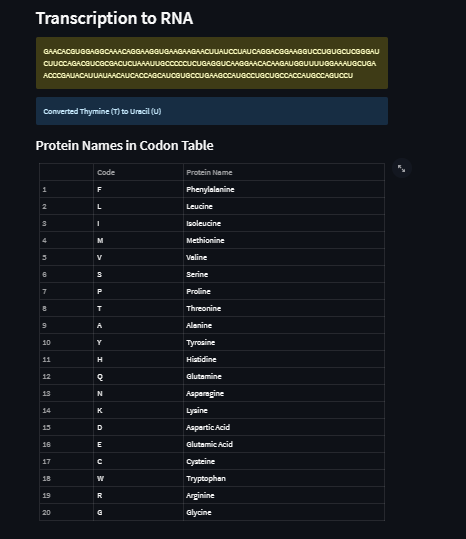 Transcription to RNA
GAACACGUGGAGGCAAACAGGAAGGUGAAGAAGAACUUAUCCUAUCAGGACGGAAGGUCCUGUGCUCGGGAU
CUUCCAGACGUCGCGACUCUAAAUUGCCCCCUCUGAGGUCAAGGAACACAAGAUGGUUUUGGAAAUGCUGA
ACCCGAUACAUUAUAACAUCACCAGCAUCGUGCCUGAAGCCAUGCCUGCUGCCACCAUGCCAGUCCU
Converted Thymine (T) to Uracil (U)
Protein Names in Codon Table
Code Protein Name
1 F Phenylalanine
2 L Leucine
3 I Isoleucine
4 M Methionine
5 V Valine
6 S Serine
7 P Proline
8 T Threonine
9 A Alanine
10 Y Tyrosine
11 H Histidine
12 Q Glutamine
13 N Asparagine
14 K Lysine
15 D Aspartic Acid
16 E Glutamic Acid
17 C Cysteine
18 W Tryptophan
19 R Arginine
20 G Glycine